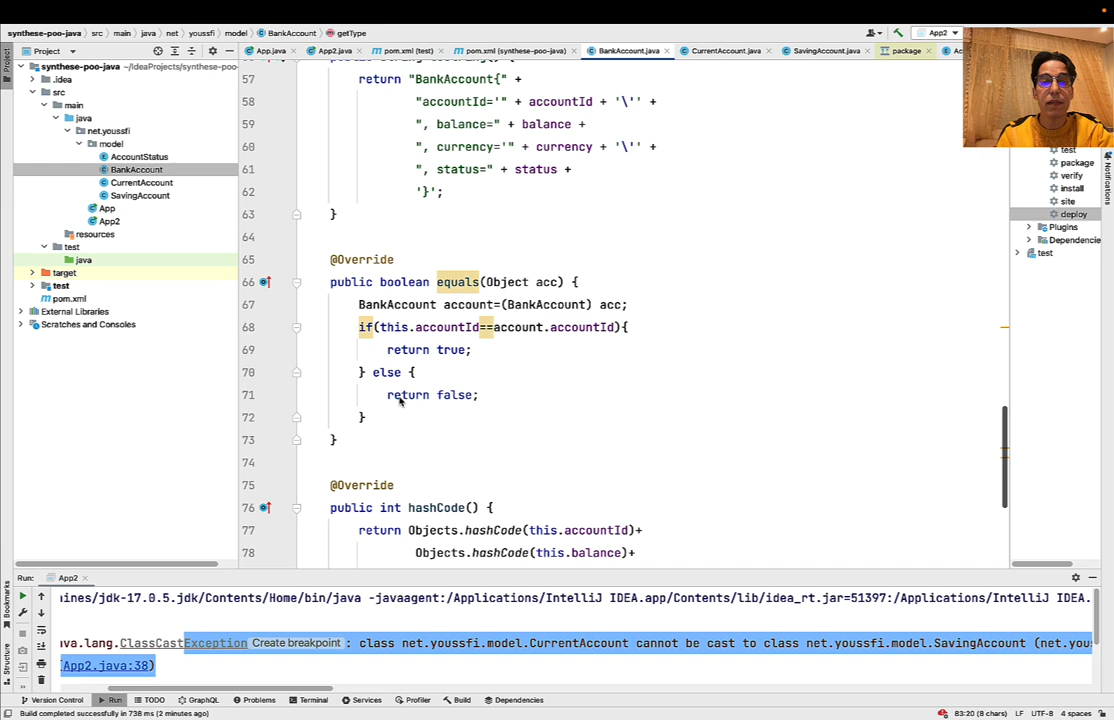 synthese-poo-java > src > main > java > net > youssfi > model > BankAccount > getType
App2
Project
App.java
App2.java
pom.xml (test)
pom.xml (synthese-poo-java)
BankAccount.java
CurrentAccount.java
SavingAccount.java
package
synthese-poo-java ~/IdeaProjects/synthese-poo-
.idea
src
main
java
net.youssfi
model
AccountStatus
BankAccount
CurrentAccount
SavingAccount
App
App2
resources
test
java
target
test
pom.xml
External Libraries
Scratches and Consoles
57 return "BankAccount{" +
58 "accountId='" + accountId + '\'' +
59 ", balance=" + balance +
60 ", currency='" + currency + '\'' +
61 ", status=" + status +
62 '}';
63 }
64
65 @Override
66 public boolean equals(Object acc) {
67 BankAccount account=(BankAccount) acc;
68 if(this.accountId==account.accountId){
69 return true;
70 } else {
71 return false;
72 }
73 }
74
75 @Override
76 public int hashCode() {
77 return Objects.hashCode(this.accountId)+
78 Objects.hashCode(this.balance)+
test
package
verify
install
site
deploy
Plugins
Dependencie
test
Notifications
Project
Bookmarks
Structure
Run: App2
ines/jdk-17.0.5.jdk/Contents/Home/bin/java -javaagent:/Applications/IntelliJ IDEA.app/Contents/lib/idea_rt.jar=51397:/Applications/IntelliJ IDEA.
va.lang.ClassCastException Create breakpoint : class net.youssfi.model.CurrentAccount cannot be cast to class net.youssfi.model.SavingAccount (net.you
App2.java:38)
Version Control Run TODO GraphQL Problems Terminal Services Profiler Build Dependencies
Build completed successfully in 738 ms (2 minutes ago) 83:20 (8 chars) LF UTF-8 4 spaces